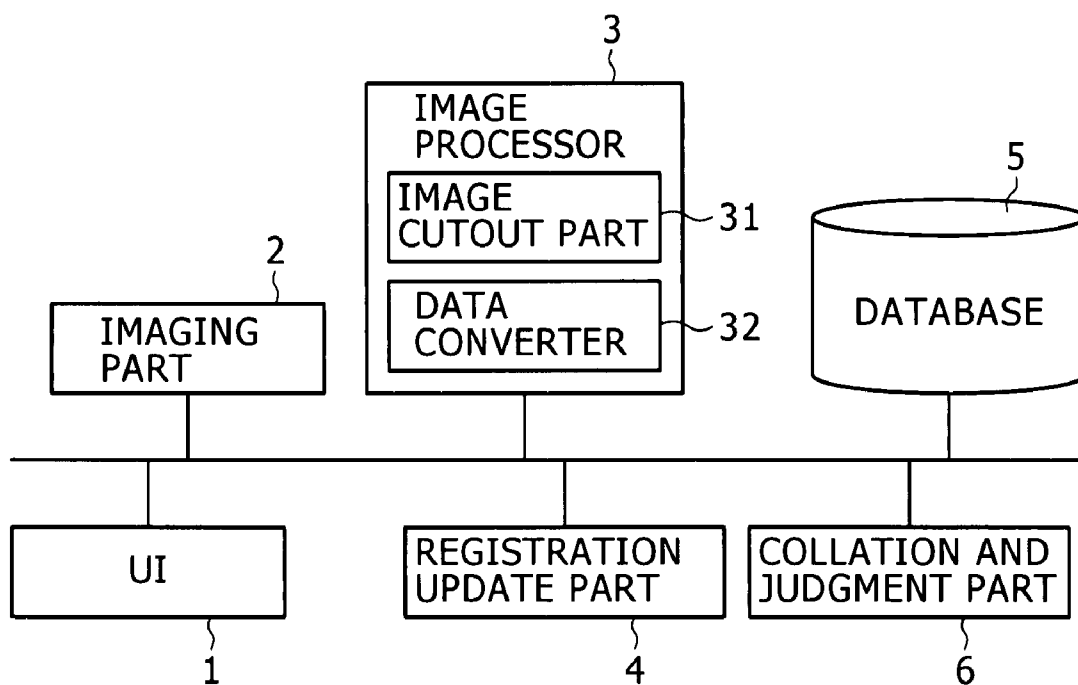 3
IMAGE
PROCESSOR
IMAGE
CUTOUT PART
31
DATA
CONVERTER
32
5
DATABASE
2
IMAGING
PART
UI
1
REGISTRATION
UPDATE PART
4
COLLATION AND
JUDGMENT PART
6